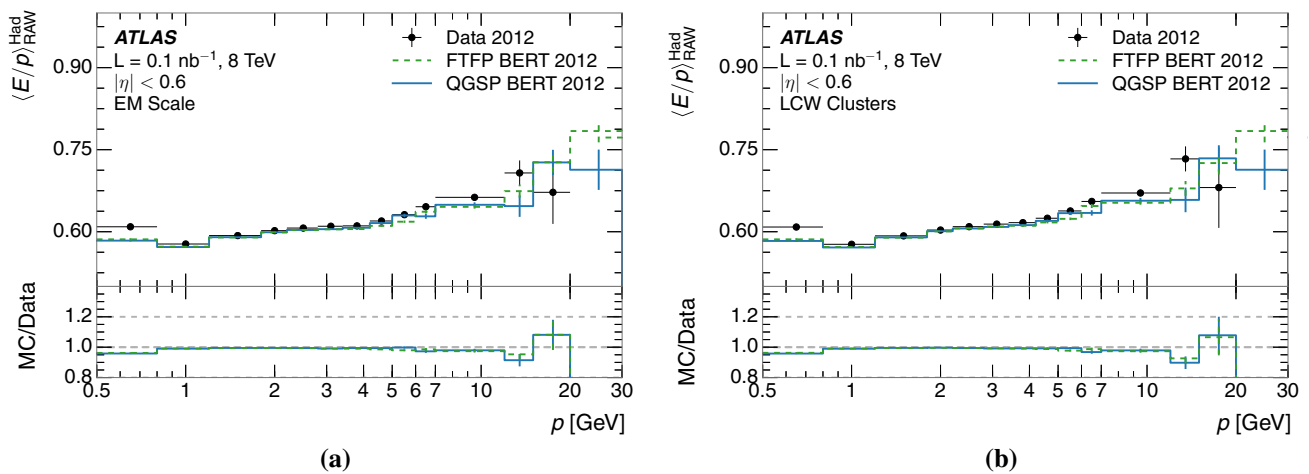 ⟨E/p⟩^Had_RAW
0.90
0.75
0.60
ATLAS
L = 0.1 nb⁻¹, 8 TeV
|η| < 0.6
EM Scale
Data 2012
FTFP BERT 2012
QGSP BERT 2012
MC/Data
1.2
1.0
0.8
0.5 1 2 3 4 5 6 7 10 20 30
p [GeV]
(a)
⟨E/p⟩^Had_RAW
0.90
0.75
0.60
ATLAS
L = 0.1 nb⁻¹, 8 TeV
|η| < 0.6
LCW Clusters
Data 2012
FTFP BERT 2012
QGSP BERT 2012
MC/Data
1.2
1.0
0.8
0.5 1 2 3 4 5 6 7 10 20 30
p [GeV]
(b)